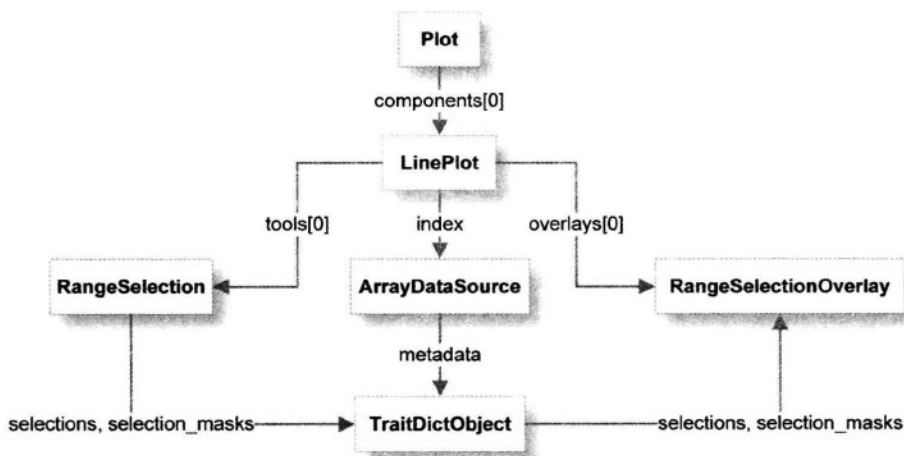 Plot
components[0]
LinePlot
tools[0]
index
overlays[0]
RangeSelection
ArrayDataSource
RangeSelectionOverlay
metadata
selections, selection_masks
TraitDictObject
selections, selection_masks